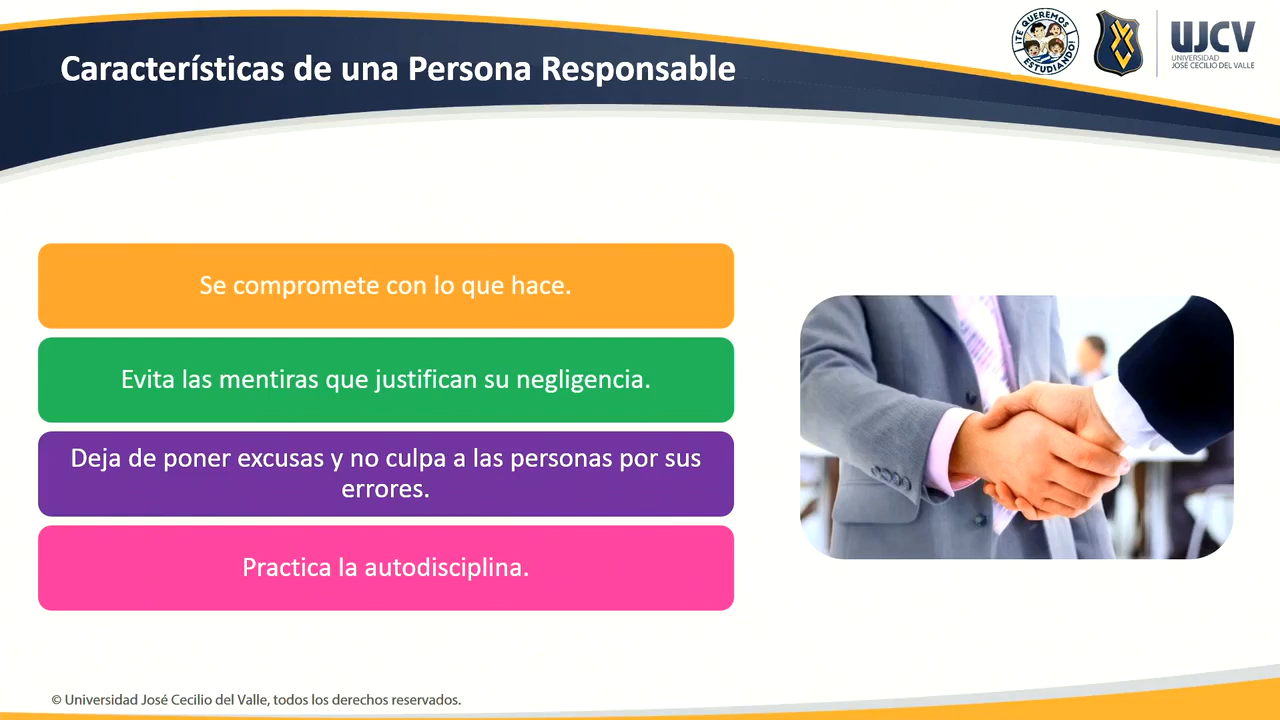 Características de una Persona Responsable
¡TE QUEREMOS
ESTUDIANDO!
UJCV
UNIVERSIDAD
JOSÉ CECILIO DEL VALLE
Se compromete con lo que hace.
Evita las mentiras que justifican su negligencia.
Deja de poner excusas y no culpa a las personas por sus
errores.
Practica la autodisciplina.
© Universidad José Cecilio del Valle, todos los derechos reservados.